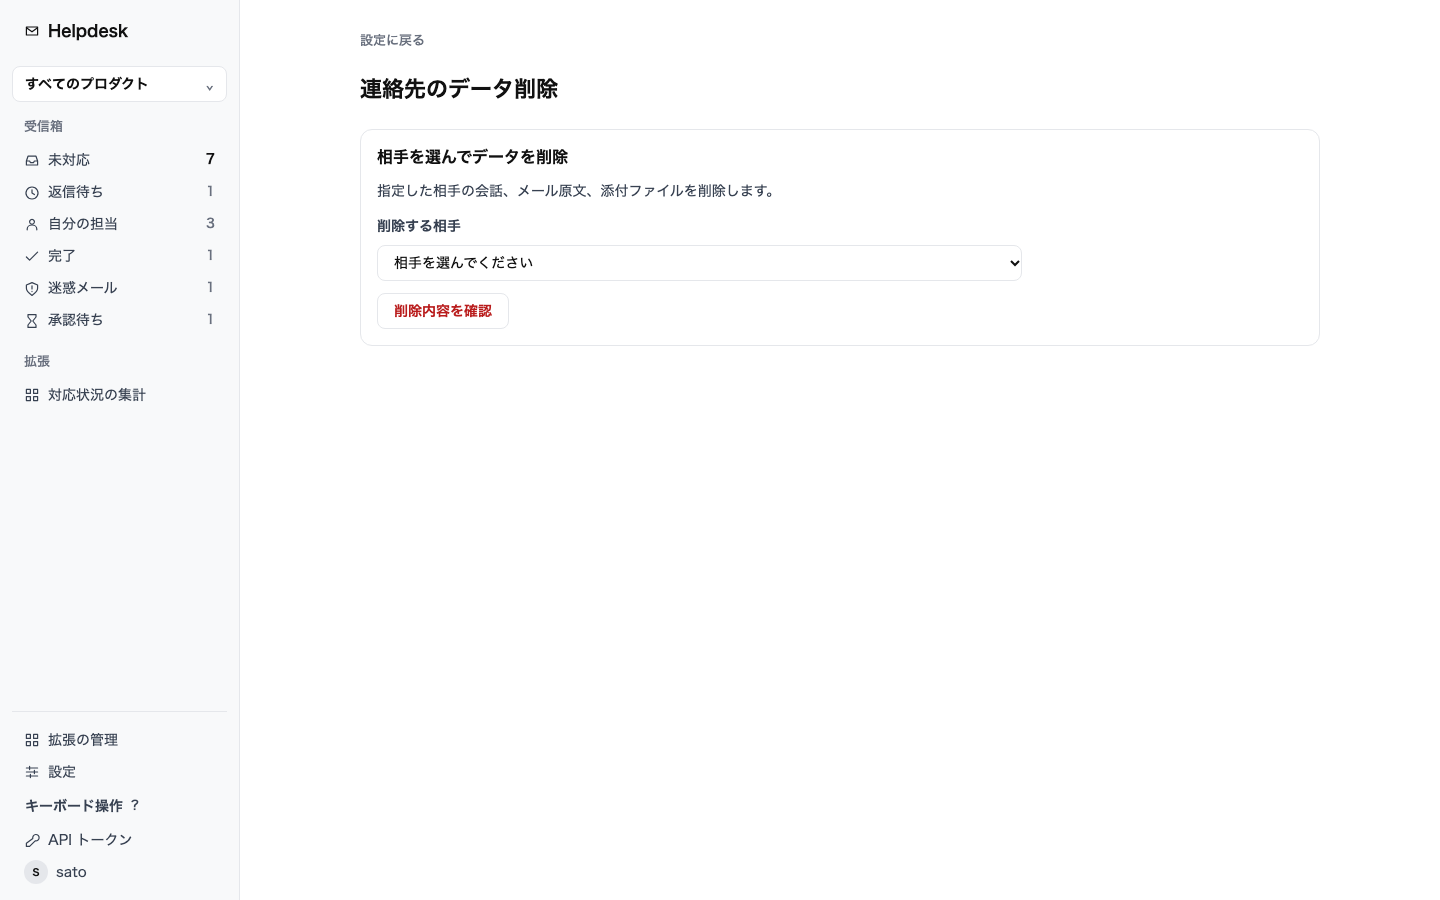 Helpdesk
すべてのプロダクト
受信箱
未対応 7
返信待ち 1
自分の担当 3
完了 1
迷惑メール 1
承認待ち 1
拡張
対応状況の集計
拡張の管理
設定
キーボード操作 ?
API トークン
S sato
設定に戻る
連絡先のデータ削除
相手を選んでデータを削除
指定した相手の会話、メール原文、添付ファイルを削除します。
削除する相手
相手を選んでください
削除内容を確認